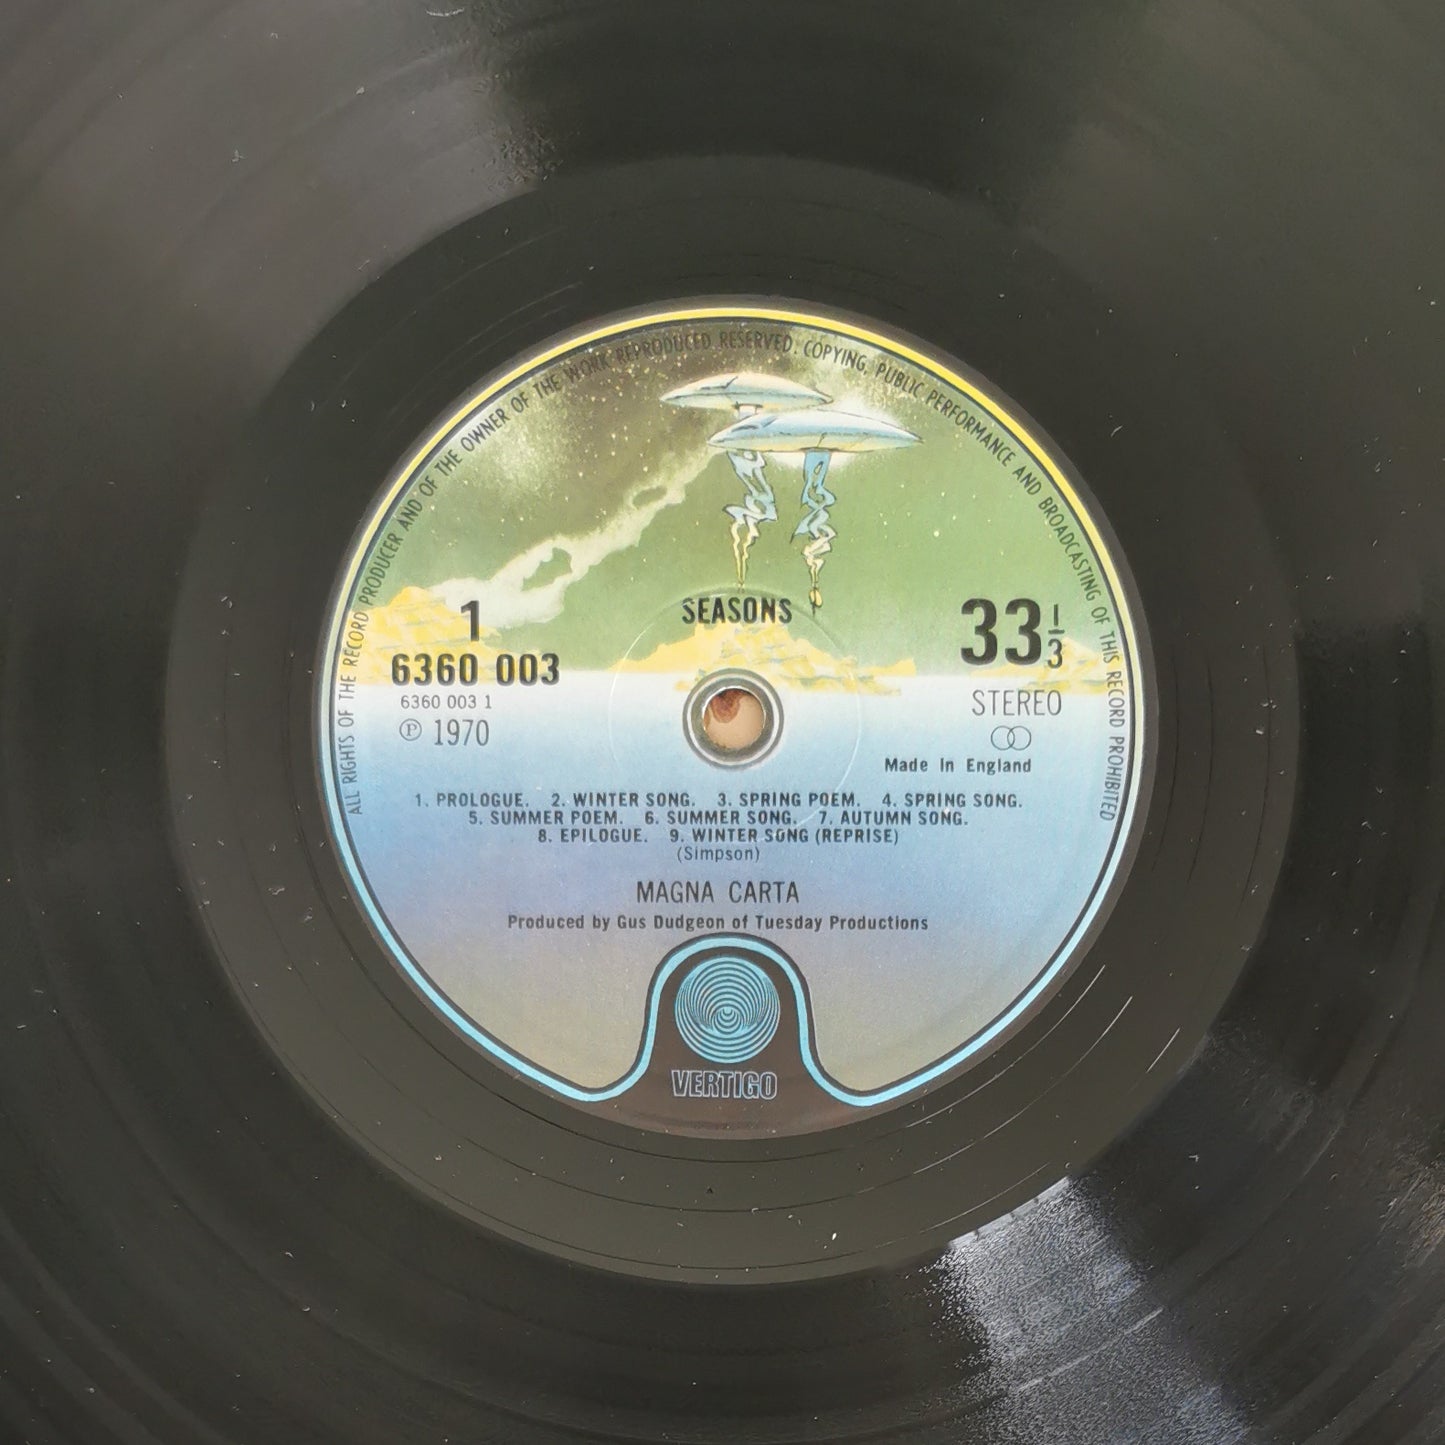 ALL RIGHTS OF THE RECORD PRODUCER AND OF THE OWNER OF THE WORK REPRODUCED RESERVED. COPYING, PUBLIC PERFORMANCE AND BROADCASTING OF THIS RECORD PROHIBITED
SEASONS
1
6360 003
6360 003 1
℗ 1970
33⅓
STEREO
Made In England
1. PROLOGUE. 2. WINTER SONG. 3. SPRING POEM. 4. SPRING SONG.
5. SUMMER POEM. 6. SUMMER SONG. 7. AUTUMN SONG.
8. EPILOGUE. 9. WINTER SONG (REPRISE)
(Simpson)
MAGNA CARTA
Produced by Gus Dudgeon of Tuesday Productions
VERTIGO